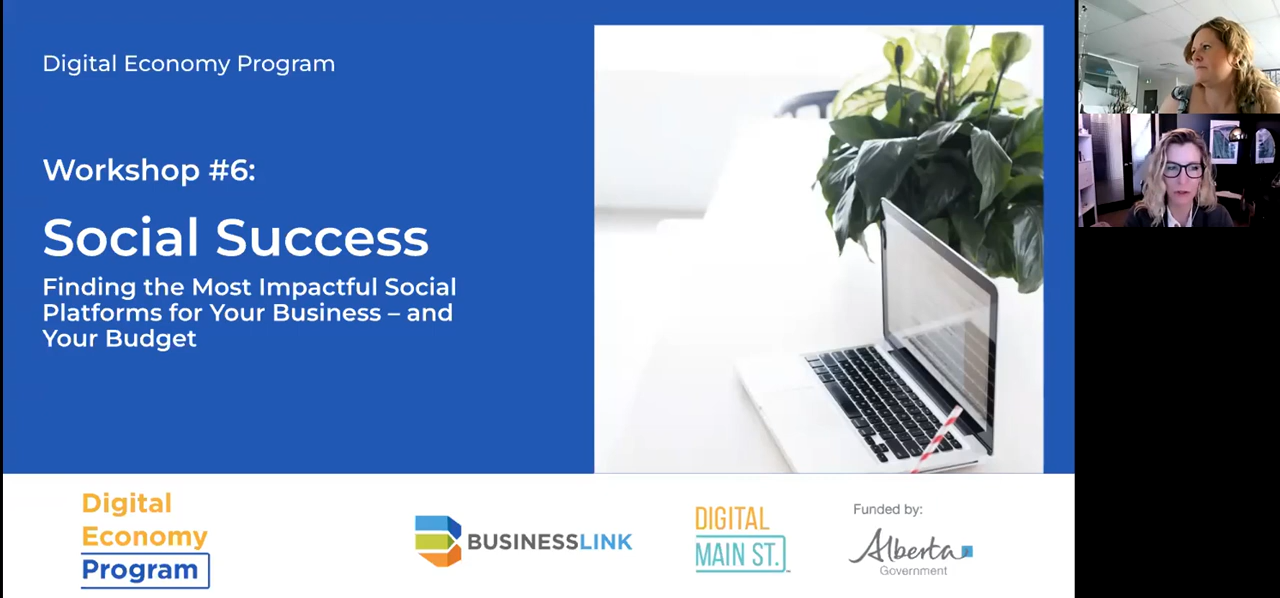 Digital Economy Program
Workshop #6:
Social Success
Finding the Most Impactful Social
Platforms for Your Business – and
Your Budget
Digital
Economy
Program
BUSINESSLINK
DIGITAL
MAIN ST.
Funded by:
Alberta
Government